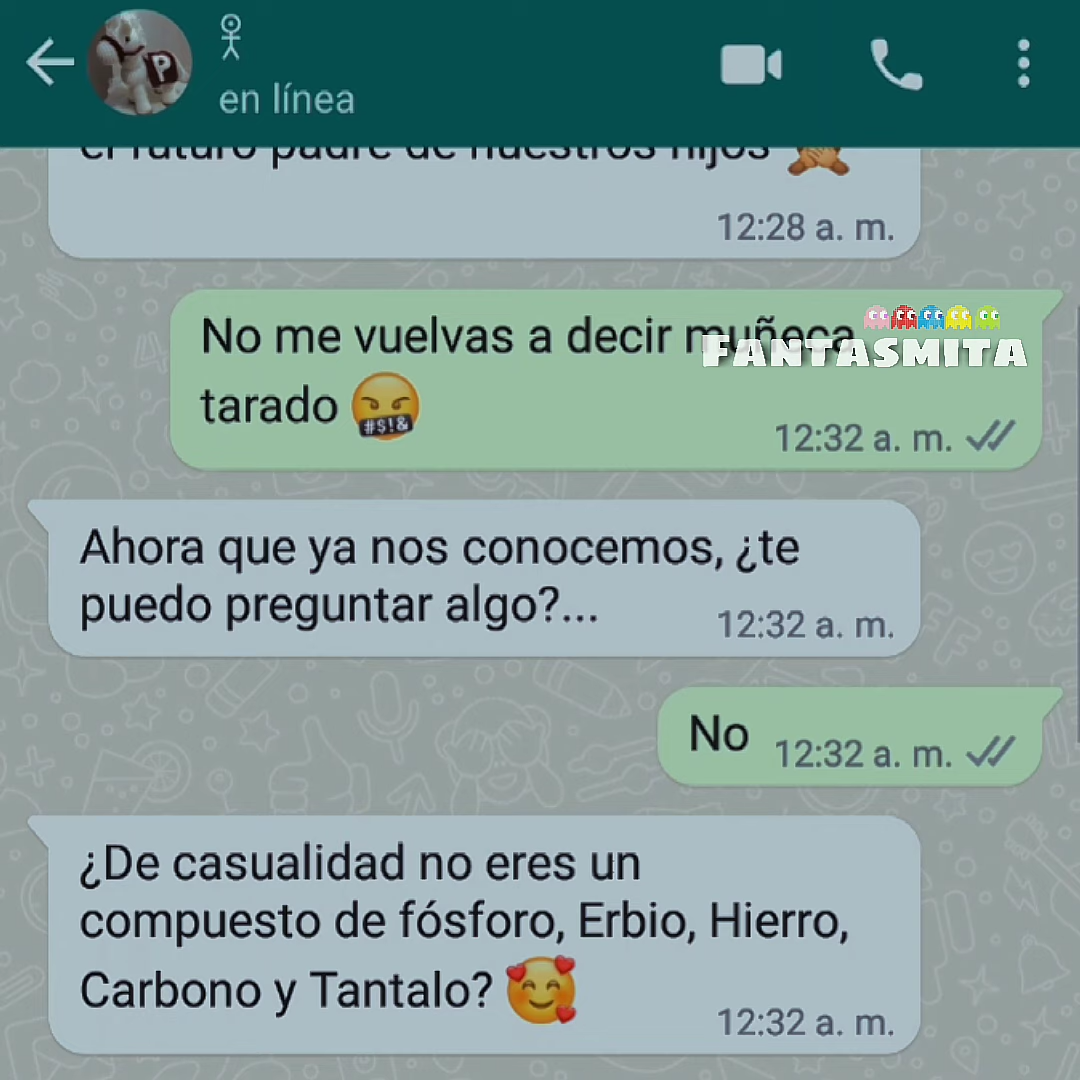 P
en línea
el futuro padre de nuestros hijos
12:28 a. m.
No me vuelvas a decir muñeca
FANTASMITA
tarado
#$!&
12:32 a. m.
Ahora que ya nos conocemos, ¿te
puedo preguntar algo?...
12:32 a. m.
No
12:32 a. m.
¿De casualidad no eres un
compuesto de fósforo, Erbio, Hierro,
Carbono y Tantalo?
12:32 a. m.